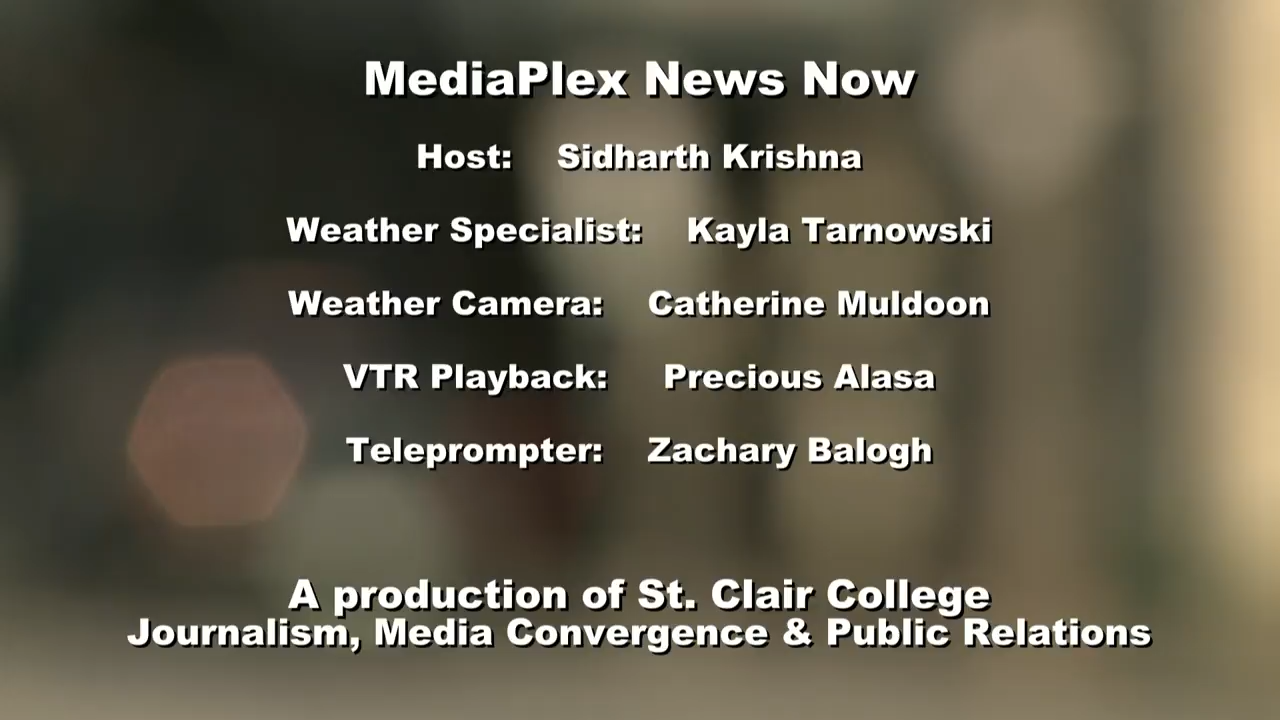 MediaPlex News Now
Host: Sidharth Krishna
Weather Specialist: Kayla Tarnowski
Weather Camera: Catherine Muldoon
VTR Playback: Precious Alasa
Teleprompter: Zachary Balogh
A production of St. Clair College
Journalism, Media Convergence & Public Relations